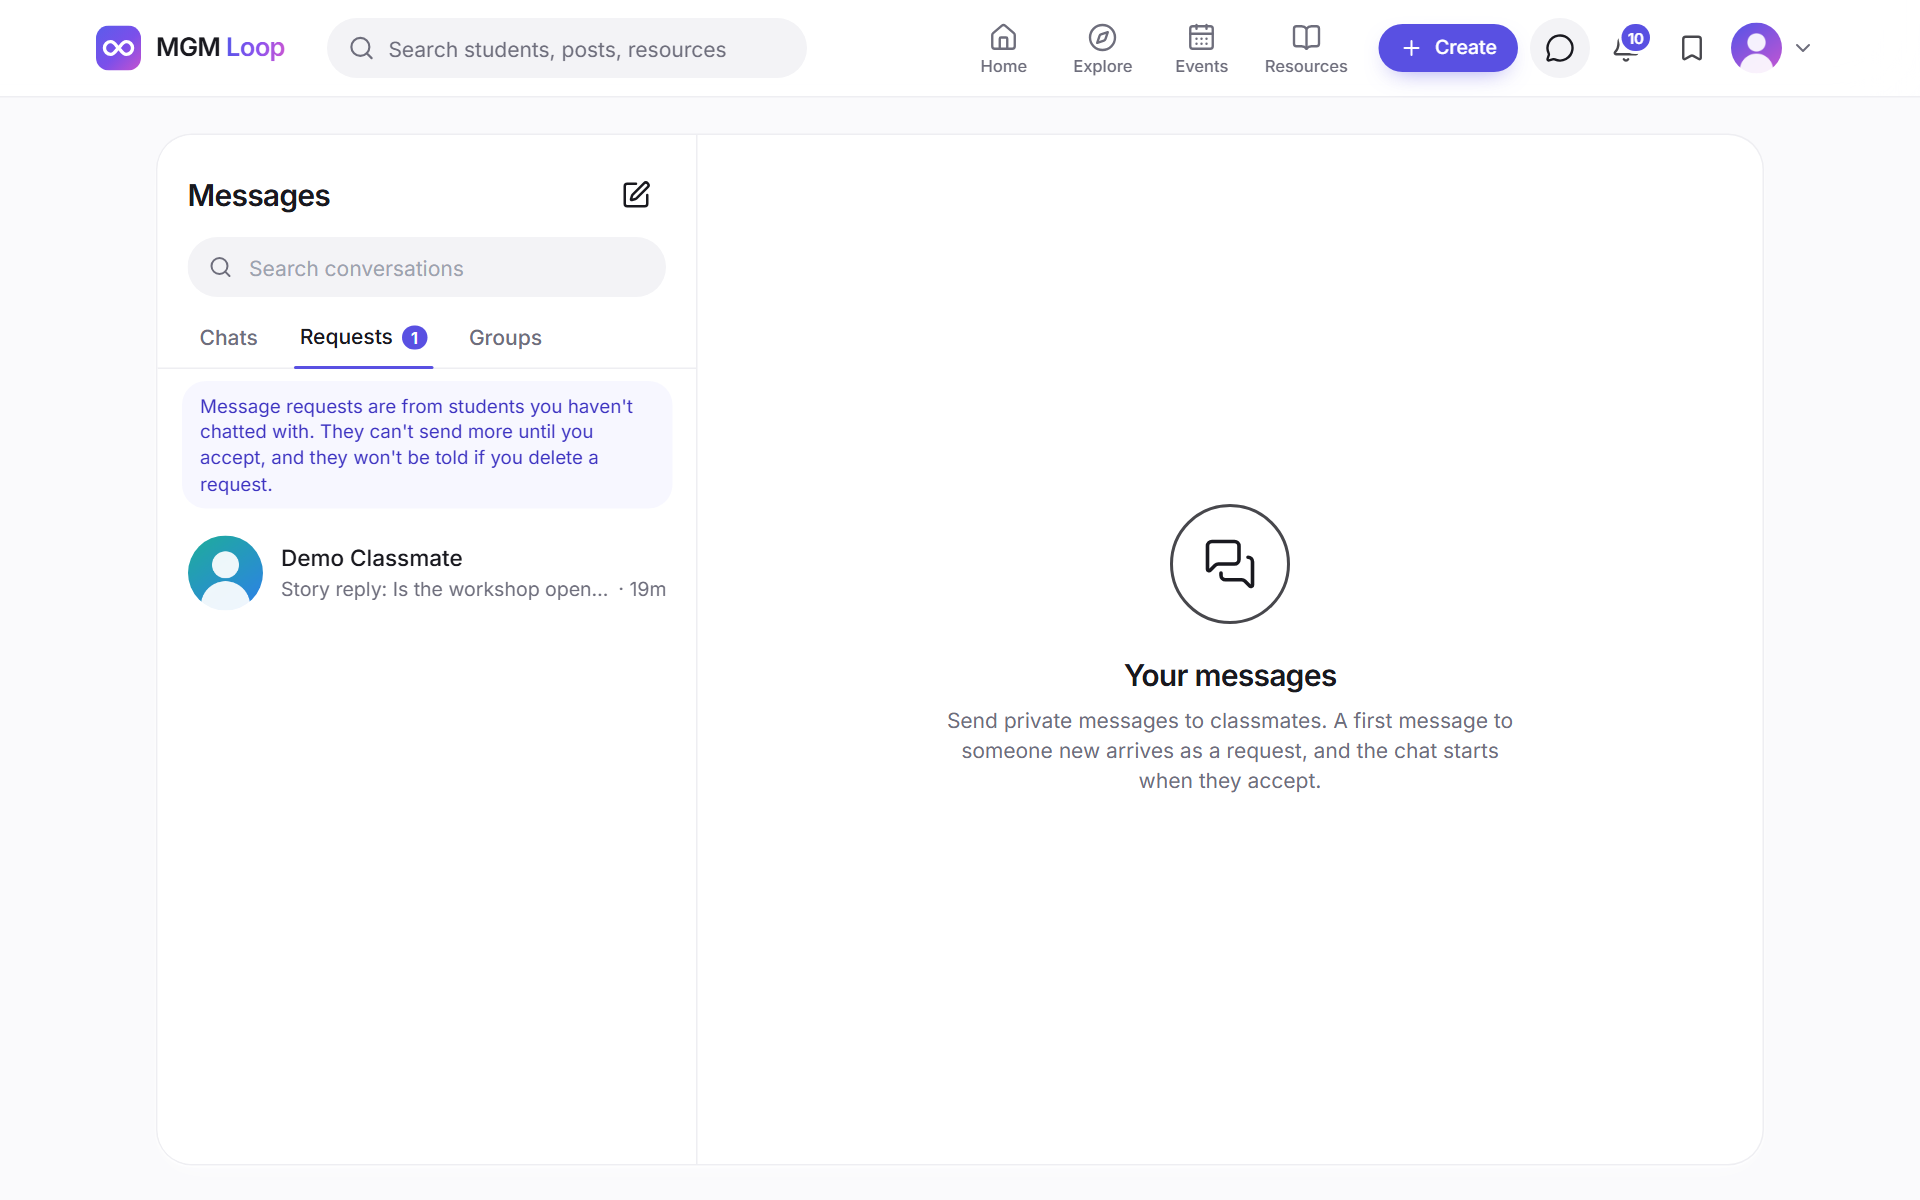 MGM Loop
Search students, posts, resources
Home
Explore
Events
Resources
Create
10
Messages
Search conversations
Chats
Requests 1
Groups
Message requests are from students you haven't
chatted with. They can't send more until you
accept, and they won't be told if you delete a
request.
Demo Classmate
Story reply: Is the workshop open... · 19m
Your messages
Send private messages to classmates. A first message to
someone new arrives as a request, and the chat starts
when they accept.